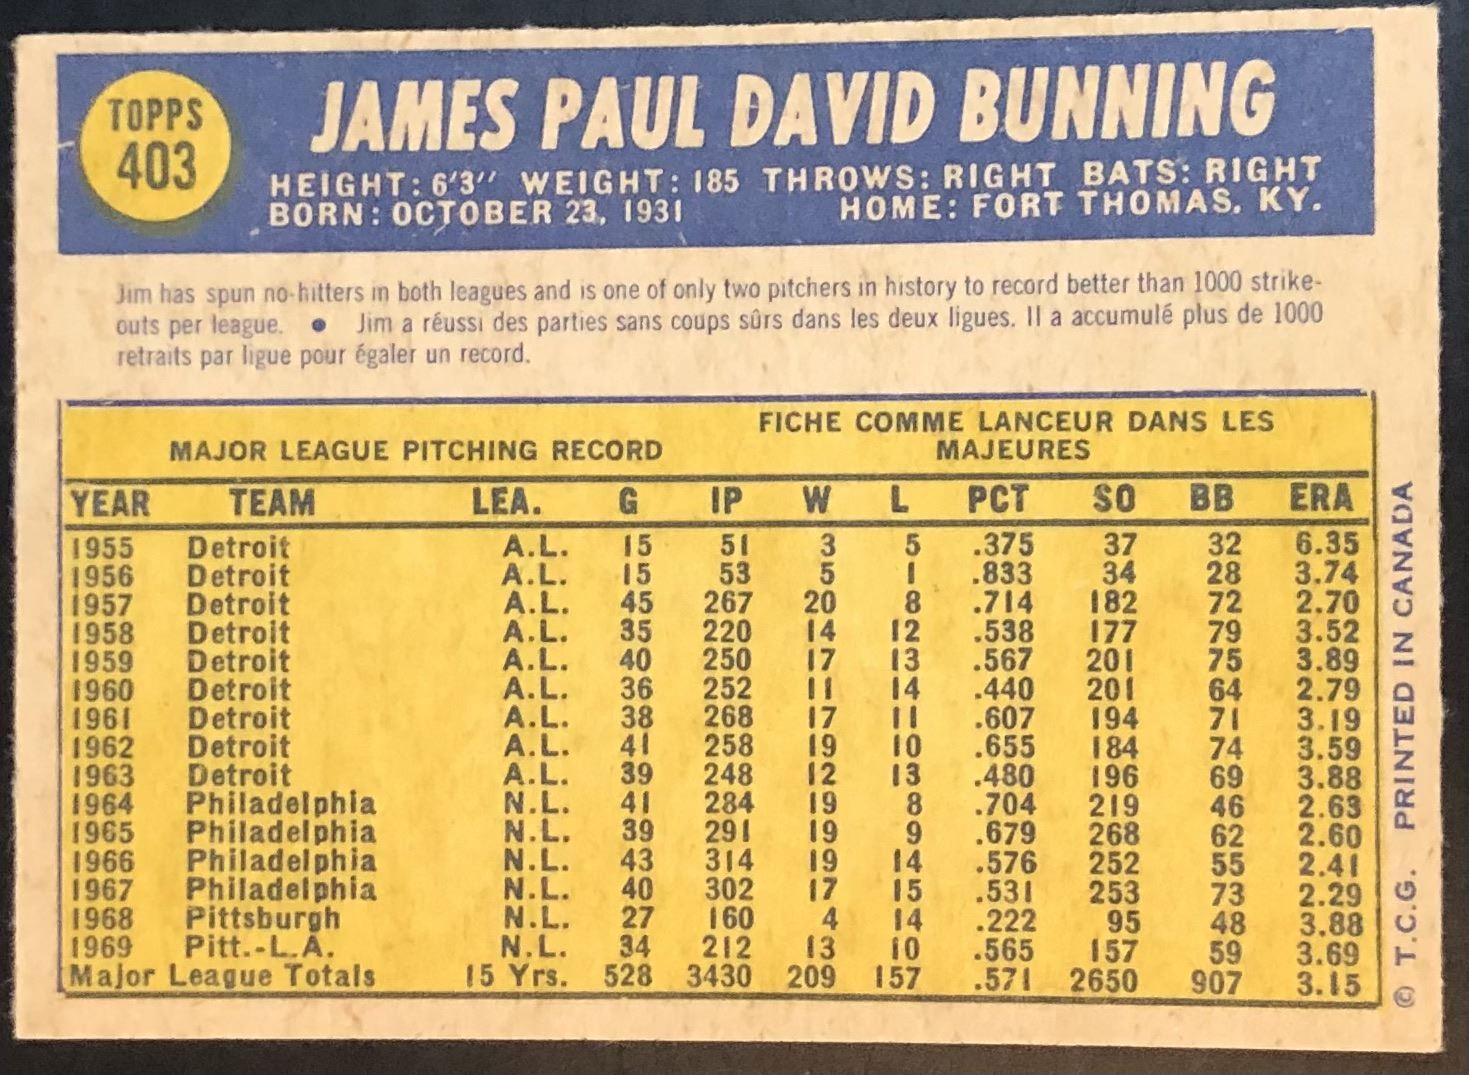 TOPPS
403
JAMES PAUL DAVID BUNNING
HEIGHT: 6'3" WEIGHT: 185 THROWS: RIGHT BATS: RIGHT
BORN: OCTOBER 23, 1931 HOME: FORT THOMAS, KY.
Jim has spun no-hitters in both leagues and is one of only two pitchers in history to record better than 1000 strike-
outs per league. ● Jim a réussi des parties sans coups sûrs dans les deux ligues. Il a accumulé plus de 1000
retraits par ligue pour égaler un record.
MAJOR LEAGUE PITCHING RECORD
FICHE COMME LANCEUR DANS LES
MAJEURES
YEAR TEAM LEA. G IP W L PCT SO BB ERA
1955 Detroit A.L. 15 51 3 5 .375 37 32 6.35
1956 Detroit A.L. 15 53 5 1 .833 34 28 3.74
1957 Detroit A.L. 45 267 20 8 .714 182 72 2.70
1958 Detroit A.L. 35 220 14 12 .538 177 79 3.52
1959 Detroit A.L. 40 250 17 13 .567 201 75 3.89
1960 Detroit A.L. 36 252 11 14 .440 201 64 2.79
1961 Detroit A.L. 38 268 17 11 .607 194 71 3.19
1962 Detroit A.L. 41 258 19 10 .655 184 74 3.59
1963 Detroit A.L. 39 248 12 13 .480 196 69 3.88
1964 Philadelphia N.L. 41 284 19 8 .704 219 46 2.63
1965 Philadelphia N.L. 39 291 19 9 .679 268 62 2.60
1966 Philadelphia N.L. 43 314 19 14 .576 252 55 2.41
1967 Philadelphia N.L. 40 302 17 15 .531 253 73 2.29
1968 Pittsburgh N.L. 27 160 4 14 .222 95 48 3.88
1969 Pitt.-L.A. N.L. 34 212 13 10 .565 157 59 3.69
Major League Totals 15 Yrs. 528 3430 209 157 .571 2650 907 3.15
© T.C.G. PRINTED IN CANADA